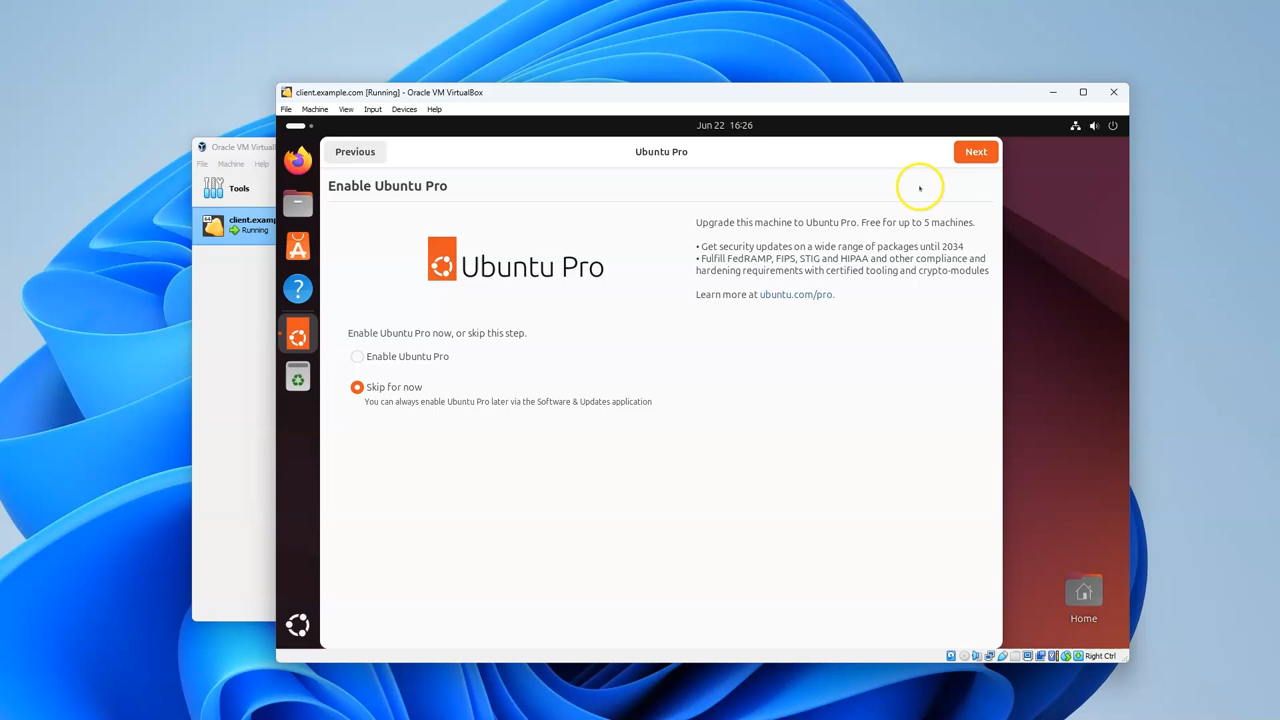 client.example.com [Running] - Oracle VM VirtualBox
File Machine View Input Devices Help
Jun 22 16:26
Oracle VM Virtual
File Machine Help
Tools
client.examp
Running
Previous
Ubuntu Pro
Next
Enable Ubuntu Pro
Ubuntu Pro
Upgrade this machine to Ubuntu Pro. Free for up to 5 machines.
• Get security updates on a wide range of packages until 2034
• Fulfill FedRAMP, FIPS, STIG and HIPAA and other compliance and
hardening requirements with certified tooling and crypto-modules
Learn more at ubuntu.com/pro.
Enable Ubuntu Pro now, or skip this step.
Enable Ubuntu Pro
Skip for now
You can always enable Ubuntu Pro later via the Software & Updates application
Home
Right Ctrl